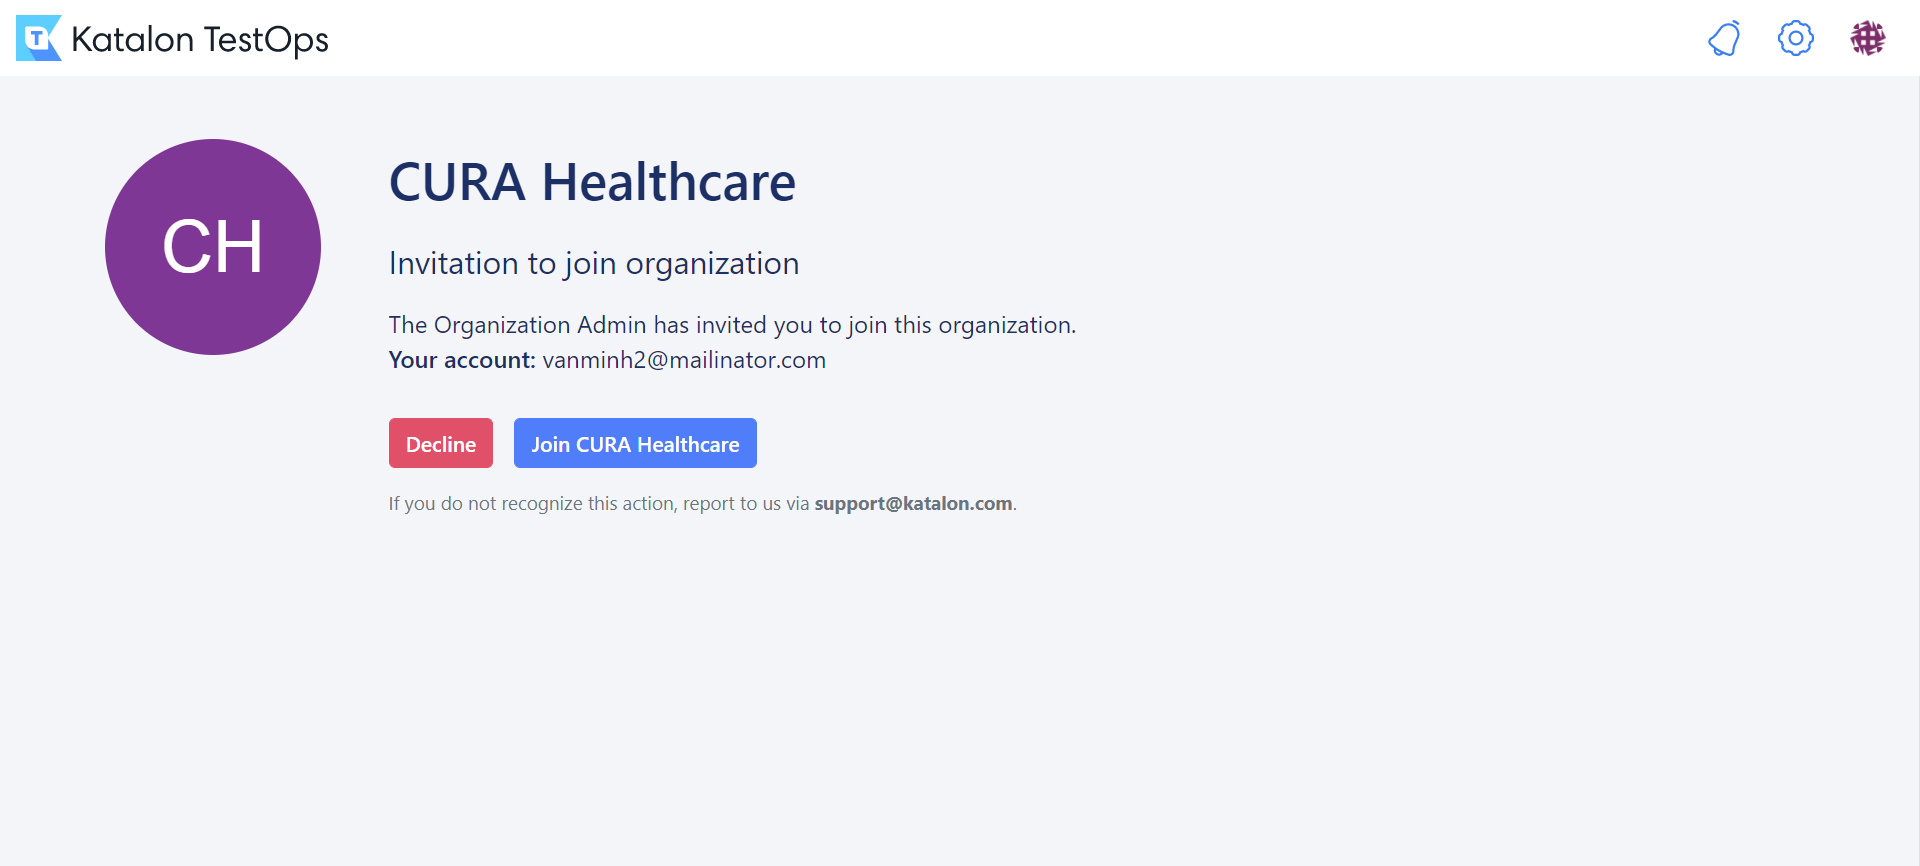 T Katalon TestOps
CH
CURA Healthcare
Invitation to join organization
The Organization Admin has invited you to join this organization.
Your account: vanminh2@mailinator.com
Decline Join CURA Healthcare
If you do not recognize this action, report to us via support@katalon.com.